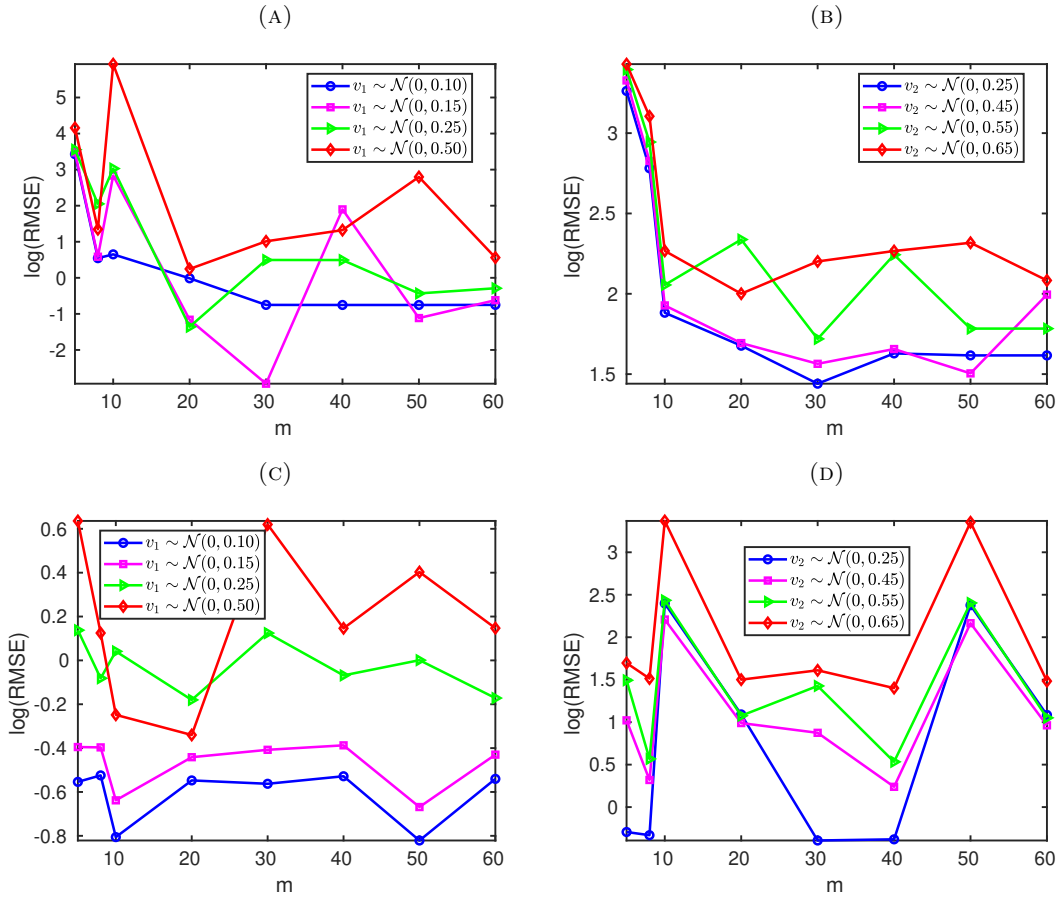 (A)
5
4
3
2
1
0
-1
-2
log(RMSE)
10 20 30 40 50 60
m
v₁ ∼ 𝒩(0, 0.10)
v₁ ∼ 𝒩(0, 0.15)
v₁ ∼ 𝒩(0, 0.25)
v₁ ∼ 𝒩(0, 0.50)
(B)
3
2.5
2
1.5
log(RMSE)
10 20 30 40 50 60
m
v₂ ∼ 𝒩(0, 0.25)
v₂ ∼ 𝒩(0, 0.45)
v₂ ∼ 𝒩(0, 0.55)
v₂ ∼ 𝒩(0, 0.65)
(C)
0.6
0.4
0.2
0
-0.2
-0.4
-0.6
-0.8
log(RMSE)
10 20 30 40 50 60
m
v₁ ∼ 𝒩(0, 0.10)
v₁ ∼ 𝒩(0, 0.15)
v₁ ∼ 𝒩(0, 0.25)
v₁ ∼ 𝒩(0, 0.50)
(D)
3
2.5
2
1.5
1
0.5
0
log(RMSE)
10 20 30 40 50 60
m
v₂ ∼ 𝒩(0, 0.25)
v₂ ∼ 𝒩(0, 0.45)
v₂ ∼ 𝒩(0, 0.55)
v₂ ∼ 𝒩(0, 0.65)